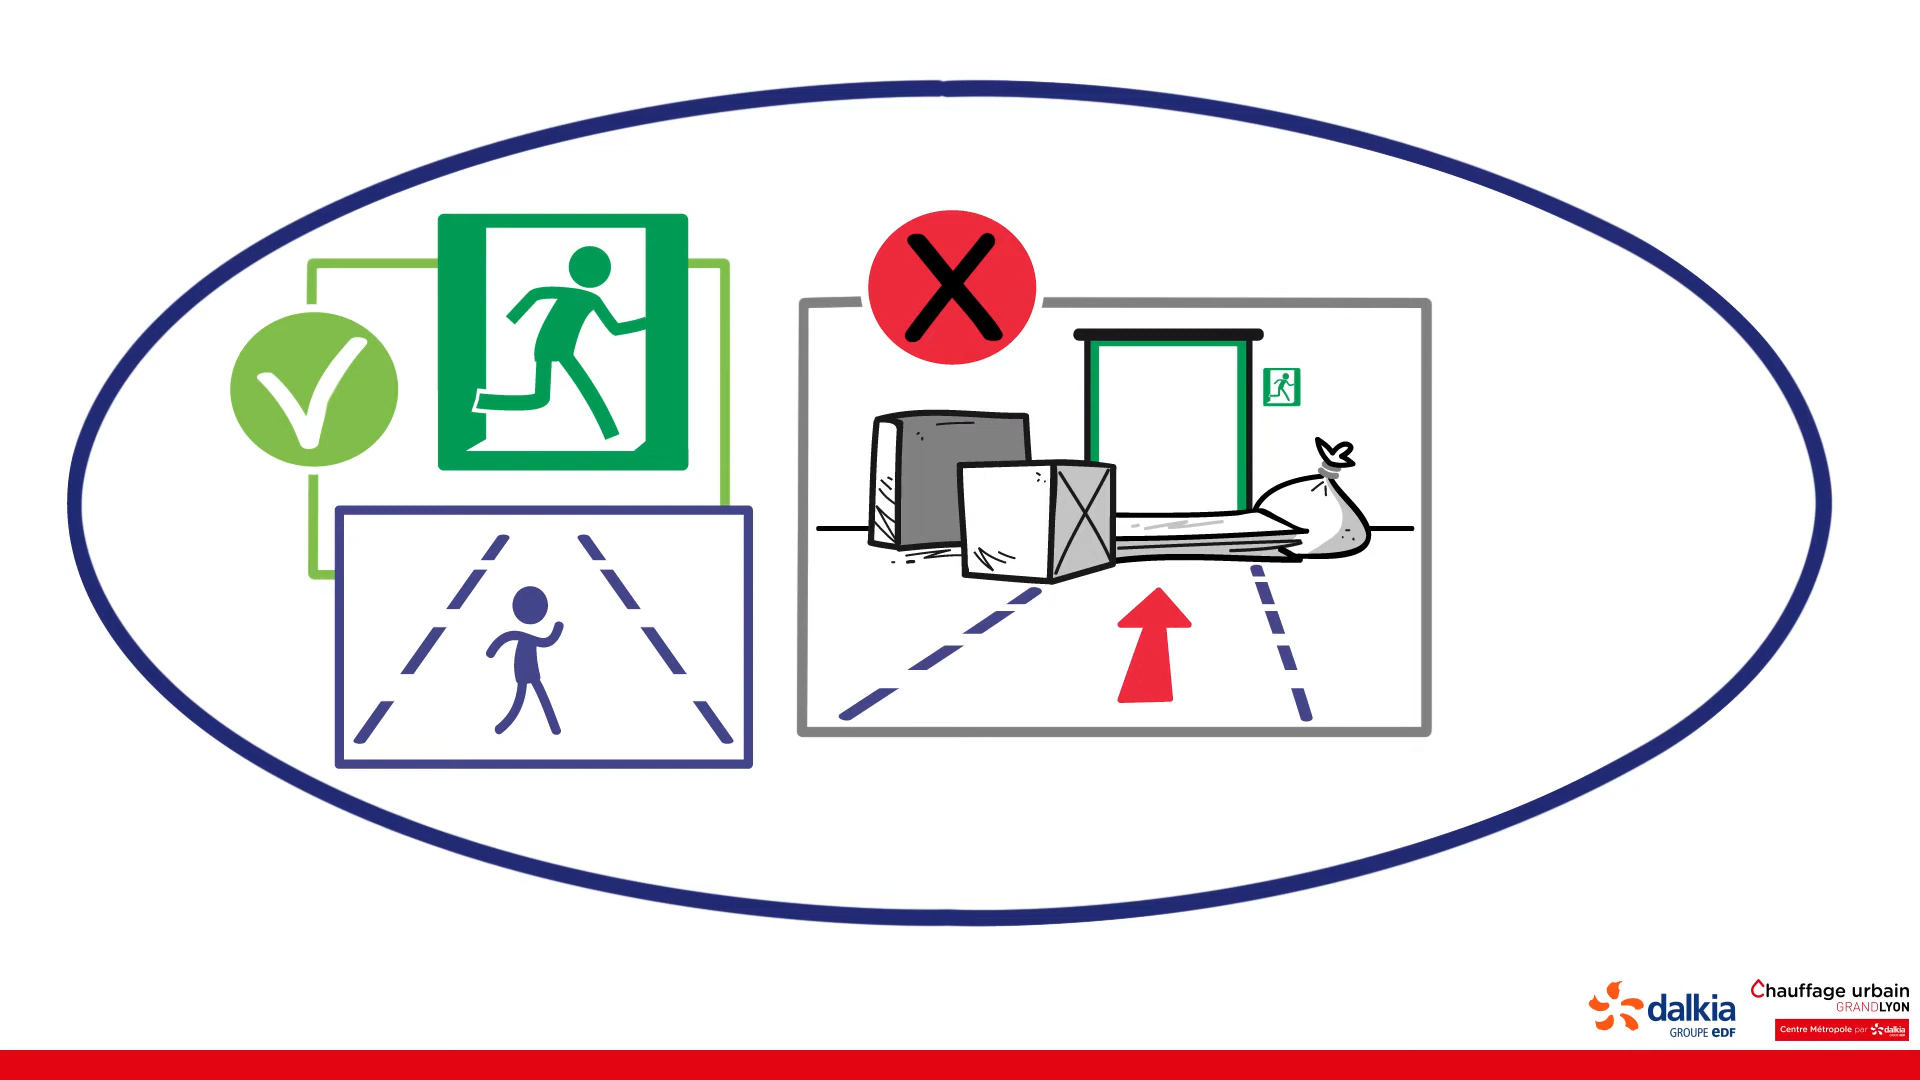 dalkia
GROUPE eDF
Chauffage urbain
GRANDLYON
Centre Métropole par dalkia